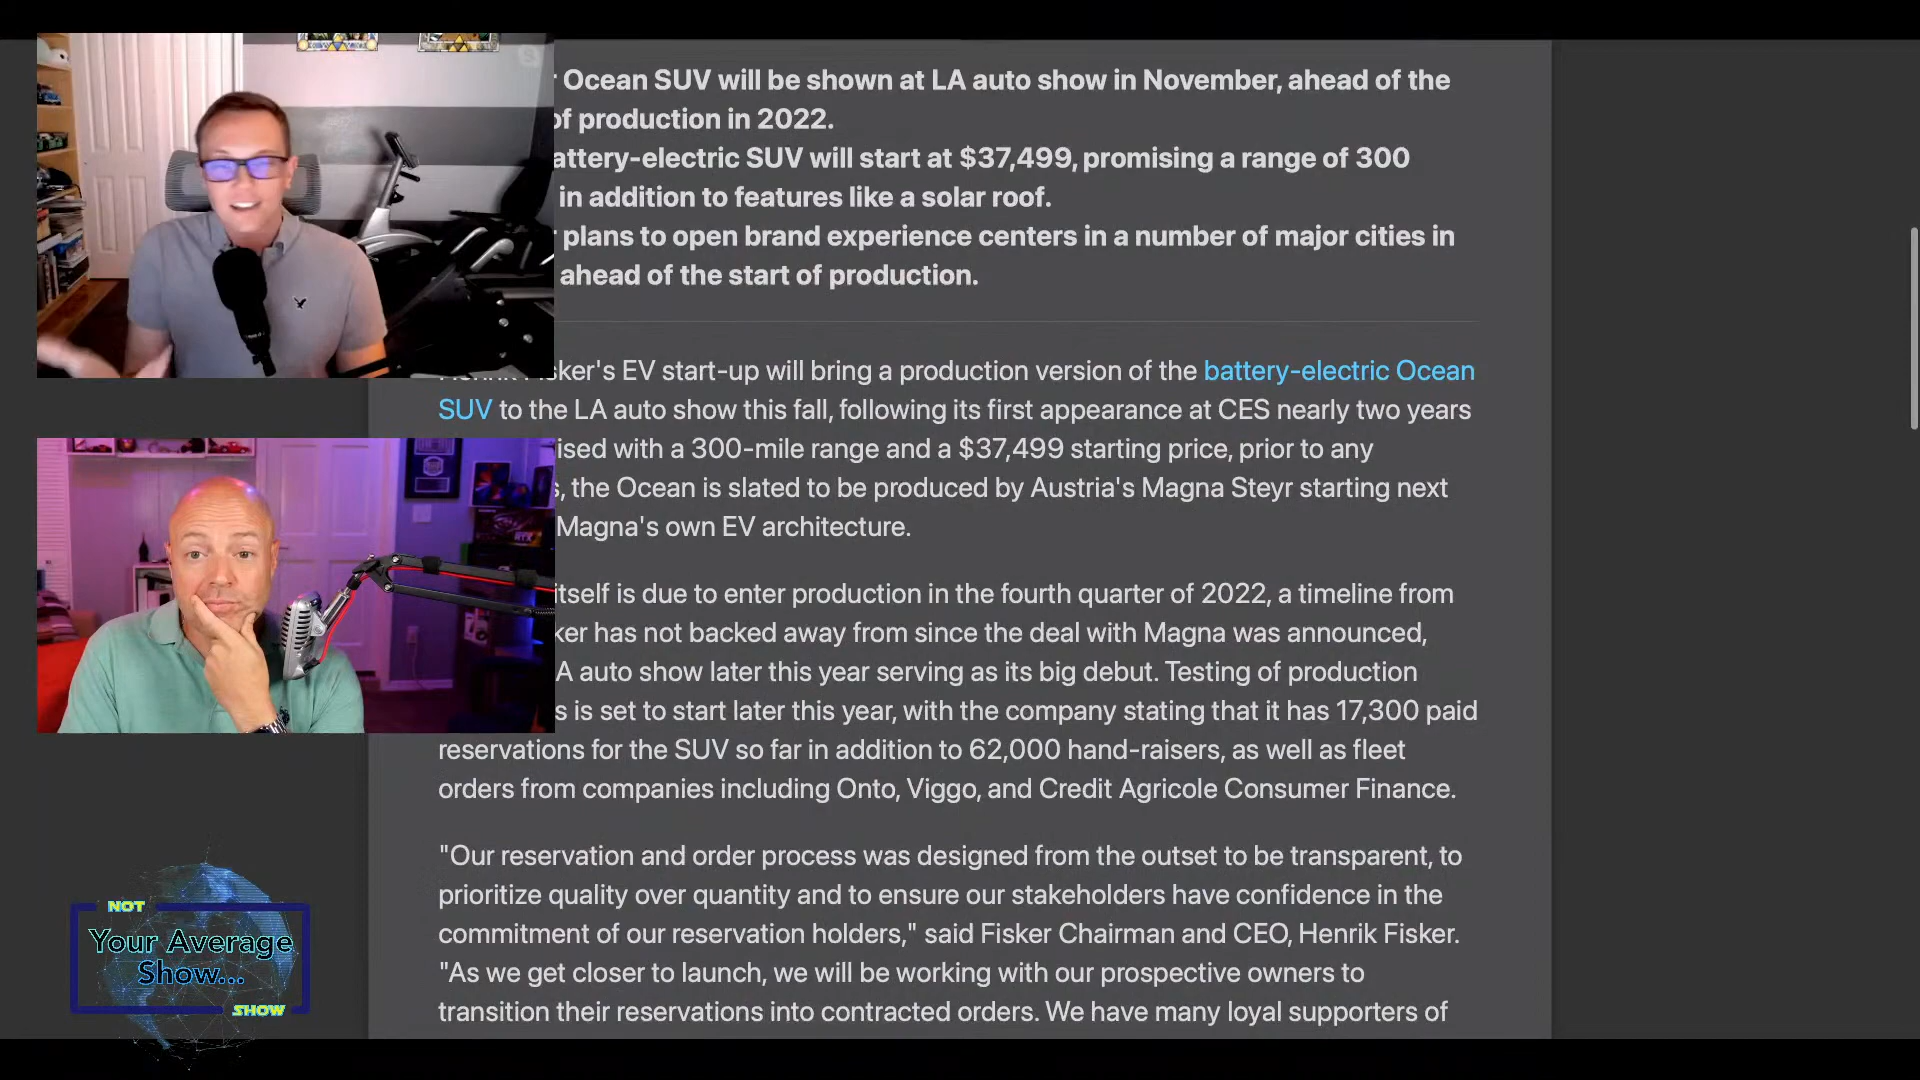 Ocean SUV will be shown at LA auto show in November, ahead of the
of production in 2022.
attery-electric SUV will start at $37,499, promising a range of 300
in addition to features like a solar roof.
plans to open brand experience centers in a number of major cities in
ahead of the start of production.
sker's EV start-up will bring a production version of the battery-electric Ocean
SUV to the LA auto show this fall, following its first appearance at CES nearly two years
ised with a 300-mile range and a $37,499 starting price, prior to any
s, the Ocean is slated to be produced by Austria's Magna Steyr starting next
Magna's own EV architecture.
itself is due to enter production in the fourth quarter of 2022, a timeline from
ker has not backed away from since the deal with Magna was announced,
A auto show later this year serving as its big debut. Testing of production
s is set to start later this year, with the company stating that it has 17,300 paid
reservations for the SUV so far in addition to 62,000 hand-raisers, as well as fleet
orders from companies including Onto, Viggo, and Credit Agricole Consumer Finance.
"Our reservation and order process was designed from the outset to be transparent, to
prioritize quality over quantity and to ensure our stakeholders have confidence in the
commitment of our reservation holders," said Fisker Chairman and CEO, Henrik Fisker.
"As we get closer to launch, we will be working with our prospective owners to
transition their reservations into contracted orders. We have many loyal supporters of
NOT
Your Average
Show...
SHOW